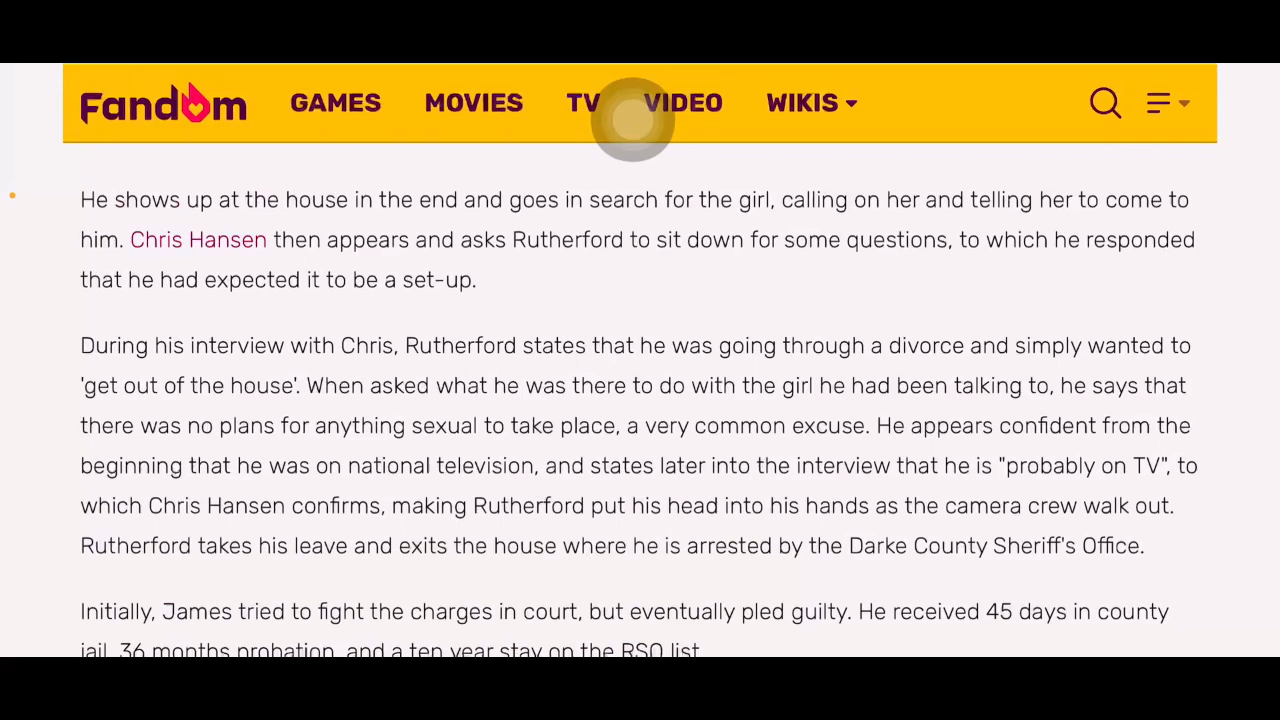 Fandom GAMES MOVIES TV VIDEO WIKIS
He shows up at the house in the end and goes in search for the girl, calling on her and telling her to come to
him. Chris Hansen then appears and asks Rutherford to sit down for some questions, to which he responded
that he had expected it to be a set-up.
During his interview with Chris, Rutherford states that he was going through a divorce and simply wanted to
'get out of the house'. When asked what he was there to do with the girl he had been talking to, he says that
there was no plans for anything sexual to take place, a very common excuse. He appears confident from the
beginning that he was on national television, and states later into the interview that he is "probably on TV", to
which Chris Hansen confirms, making Rutherford put his head into his hands as the camera crew walk out.
Rutherford takes his leave and exits the house where he is arrested by the Darke County Sheriff's Office.
Initially, James tried to fight the charges in court, but eventually pled guilty. He received 45 days in county
jail, 36 months probation, and a ten year stay on the RSO list.